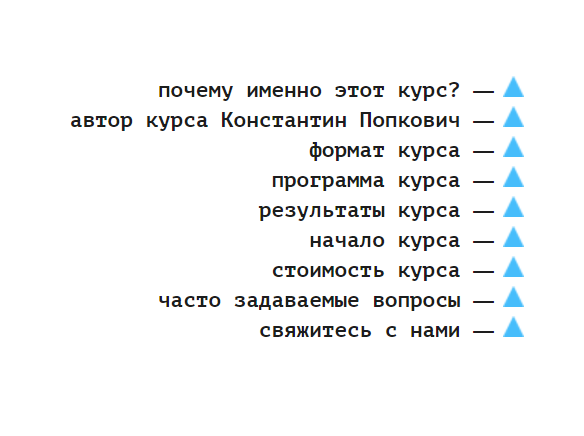 почему именно этот курс? —
автор курса Константин Попкович —
формат курса —
программа курса —
результаты курса —
начало курса —
стоимость курса —
часто задаваемые вопросы —
свяжитесь с нами —